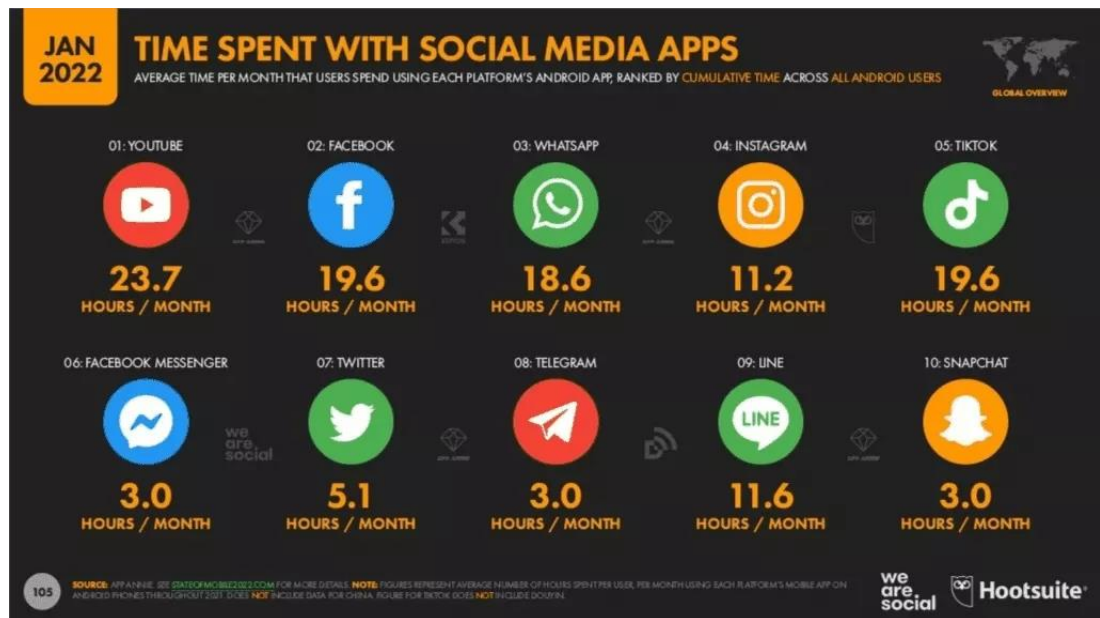 JAN
2022
TIME SPENT WITH SOCIAL MEDIA APPS
AVERAGE TIME PER MONTH THAT USERS SPEND USING EACH PLATFORM'S ANDROID APP, RANKED BY CUMULATIVE TIME ACROSS ALL ANDROID USERS
GLOBAL OVERVIEW
01: YOUTUBE
02: FACEBOOK
03: WHATSAPP
04: INSTAGRAM
05: TIKTOK
23.7
HOURS / MONTH
19.6
HOURS / MONTH
18.6
HOURS / MONTH
11.2
HOURS / MONTH
19.6
HOURS / MONTH
06: FACEBOOK MESSENGER
07: TWITTER
08: TELEGRAM
09: LINE
10: SNAPCHAT
we
are
social
LINE
3.0
HOURS / MONTH
5.1
HOURS / MONTH
3.0
HOURS / MONTH
11.6
HOURS / MONTH
3.0
HOURS / MONTH
105
SOURCE: APP ANNIE. SEE STATEOFMOBILE2022.COM FOR MORE DETAILS. NOTE: FIGURES REPRESENT AVERAGE NUMBER OF HOURS SPENT PER USER, PER MONTH USING EACH PLATFORM'S MOBILE APP ON
ANDROID PHONES THROUGHOUT 2021. DOES NOT INCLUDE DATA FOR CHINA. FIGURE FOR TIKTOK DOES NOT INCLUDE DOUYIN.
we
are
social
Hootsuite